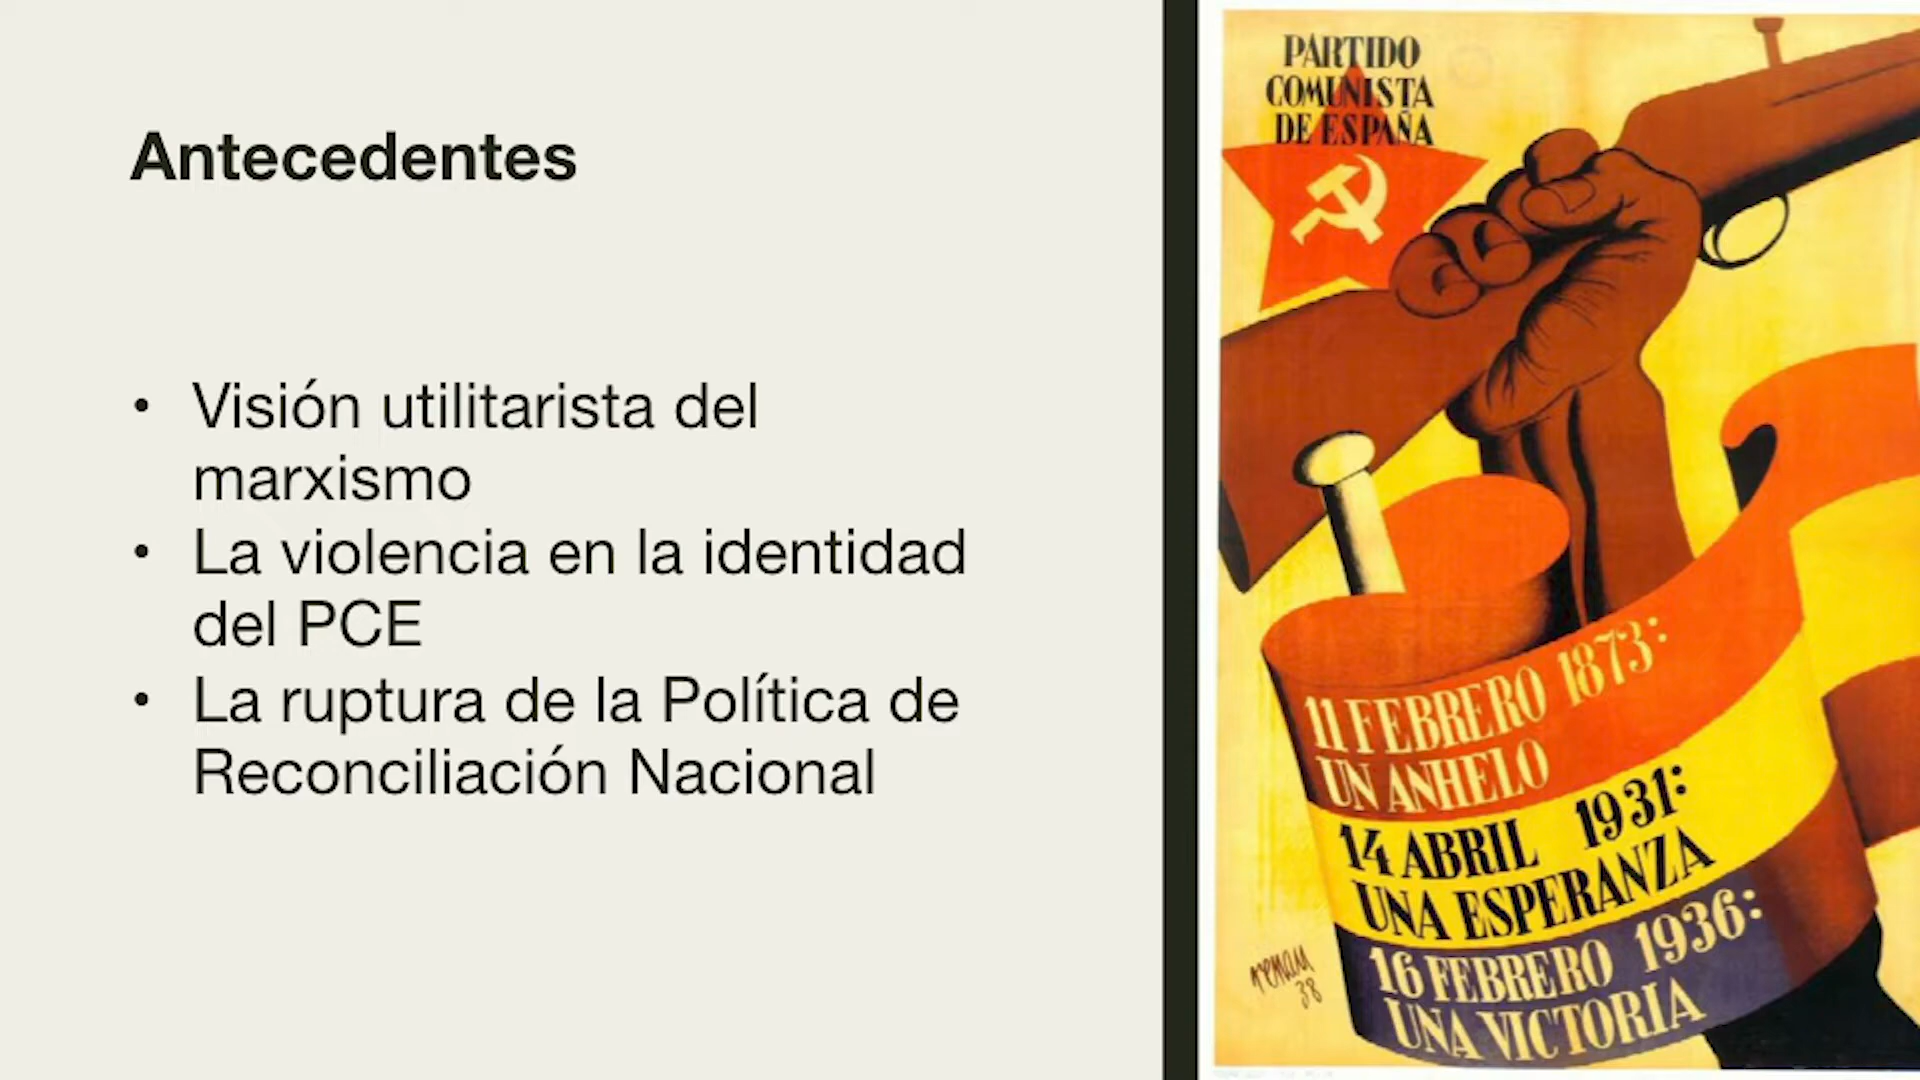 Antecedentes
• Visión utilitarista del
marxismo
• La violencia en la identidad
del PCE
• La ruptura de la Política de
Reconciliación Nacional
PARTIDO
COMUNISTA
DE ESPAÑA
11 FEBRERO 1873:
UN ANHELO
14 ABRIL 1931:
UNA ESPERANZA
16 FEBRERO 1936:
UNA VICTORIA
renau
38